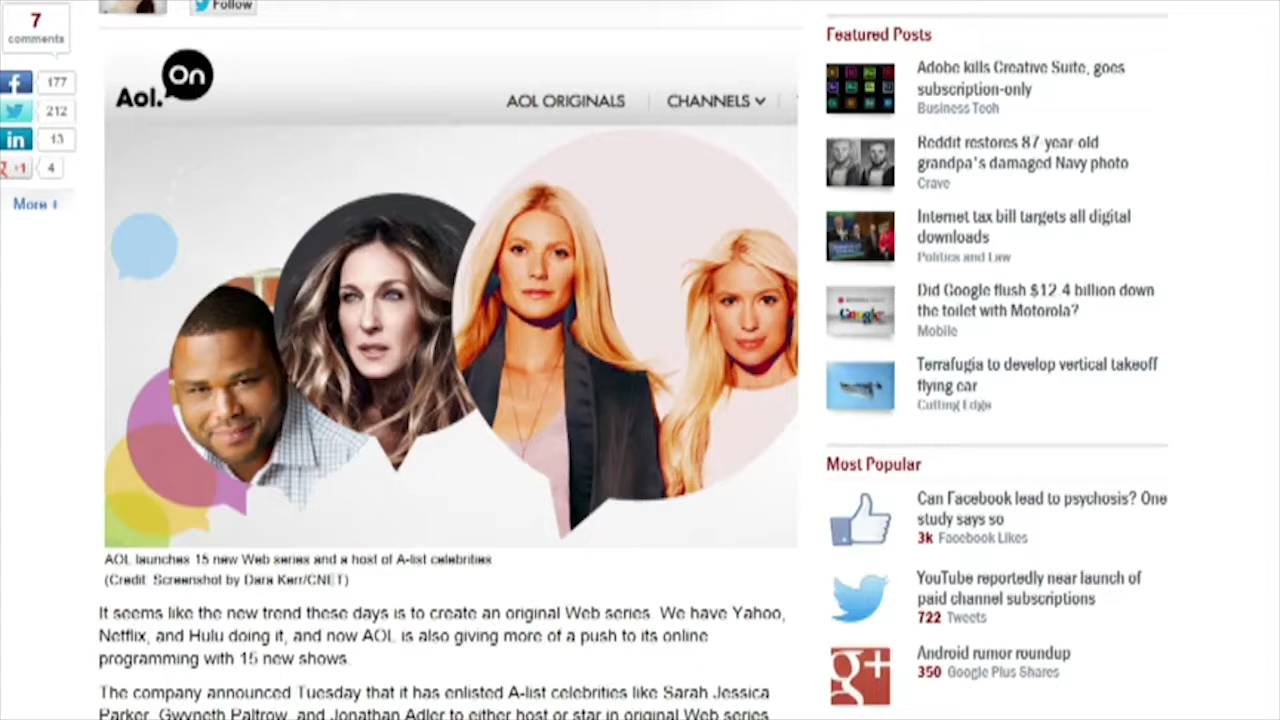 7
comments
Follow
177
212
13
+1
4
More +
Aol.
On
AOL ORIGINALS
CHANNELS
AOL launches 15 new Web series and a host of A-list celebrities
(Credit: Screenshot by Dara Kerr/CNET)
It seems like the new trend these days is to create an original Web series. We have Yahoo,
Netflix, and Hulu doing it, and now AOL is also giving more of a push to its online
programming with 15 new shows.
The company announced Tuesday that it has enlisted A-list celebrities like Sarah Jessica
Parker, Gwyneth Paltrow, and Jonathan Adler to either host or star in original Web series
Featured Posts
Adobe kills Creative Suite, goes
subscription-only
Business Tech
Reddit restores 87-year-old
grandpa's damaged Navy photo
Crave
Internet tax bill targets all digital
downloads
Politics and Law
Did Google flush $12.4 billion down
the toilet with Motorola?
Mobile
Google
Terrafugia to develop vertical takeoff
flying car
Cutting Edge
Most Popular
Can Facebook lead to psychosis? One
study says so
3k Facebook Likes
YouTube reportedly near launch of
paid channel subscriptions
722 Tweets
Android rumor roundup
350 Google Plus Shares
g+